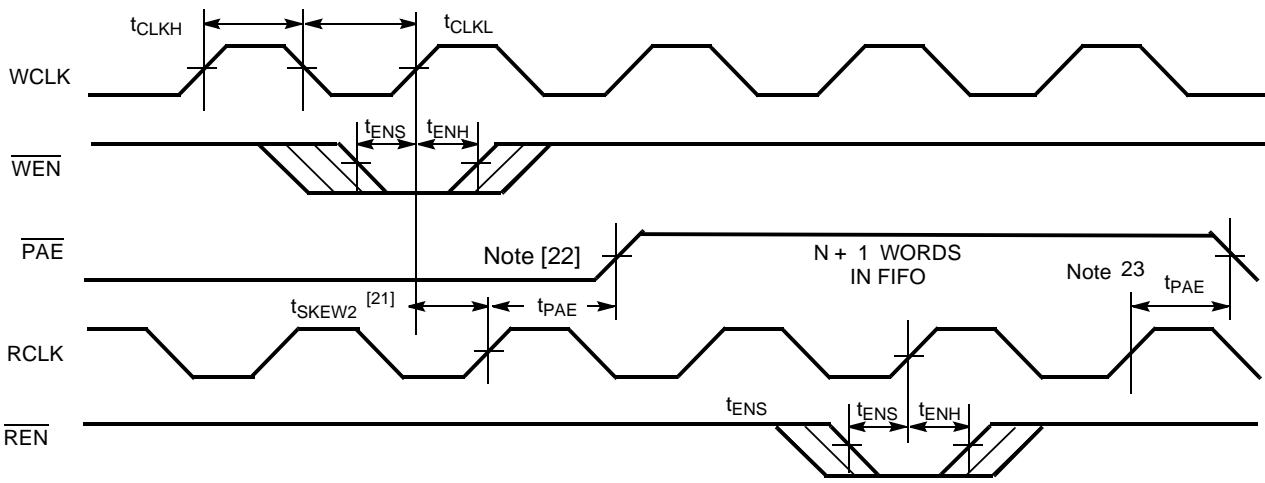 tCLKH
tCLKL
WCLK
tENS
tENH
WEN
PAE
Note [22]
N + 1 WORDS
IN FIFO
Note 23
tPAE
tSKEW2 [21]
tPAE
RCLK
tENS
tENS
tENH
REN